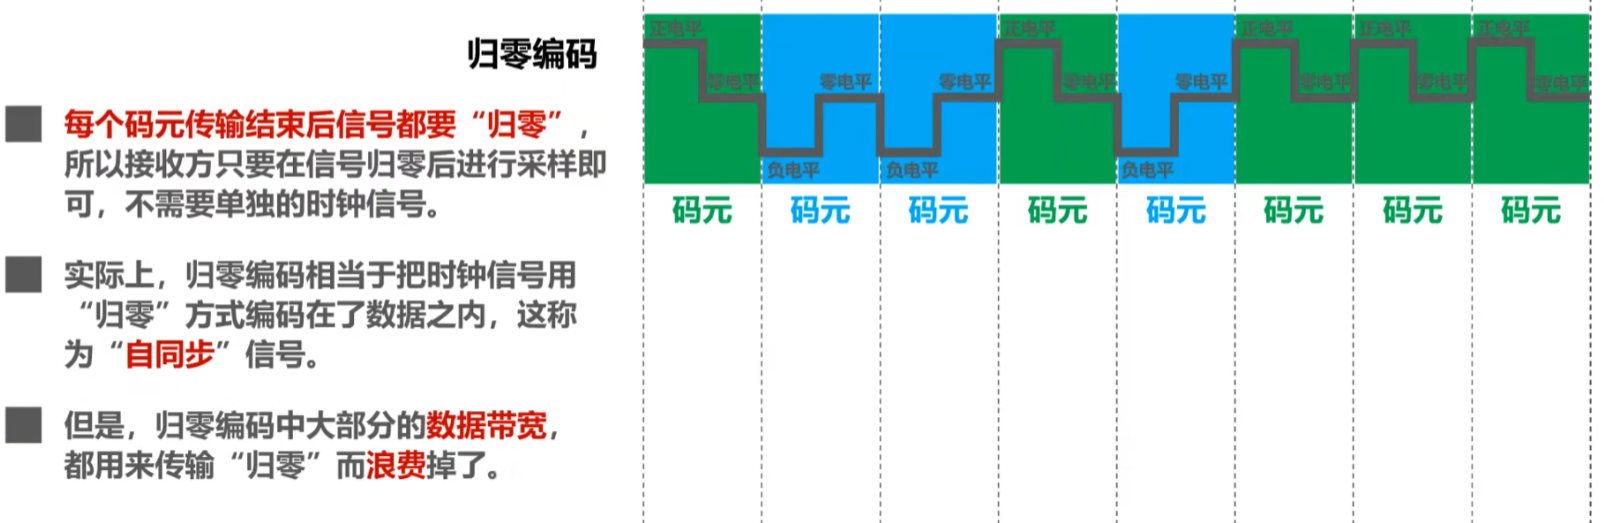 归零编码
每个码元传输结束后信号都要“归零”，
所以接收方只要在信号归零后进行采样即
可，不需要单独的时钟信号。
实际上，归零编码相当于把时钟信号用
“归零”方式编码在了数据之内，这称
为“自同步”信号。
但是，归零编码中大部分的数据带宽，
都用来传输“归零”而浪费掉了。
正电平 正电平 正电平 正电平 正电平
零电平 零电平 零电平 零电平 零电平 零电平 零电平 零电平
负电平 负电平 负电平
码元 码元 码元 码元 码元 码元 码元 码元